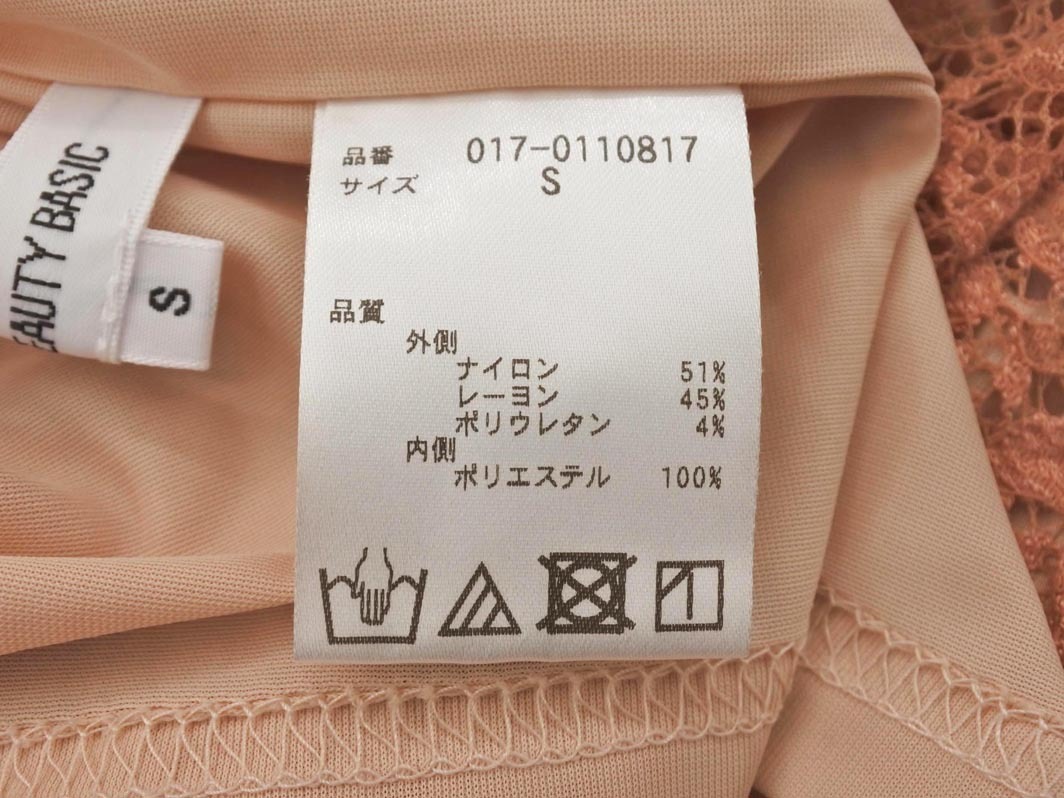 品番 017-0110817
サイズ S
品質
外側
ナイロン 51%
レーヨン 45%
ポリウレタン 4%
内側
ポリエステル 100%
EAUTY BASIC
S